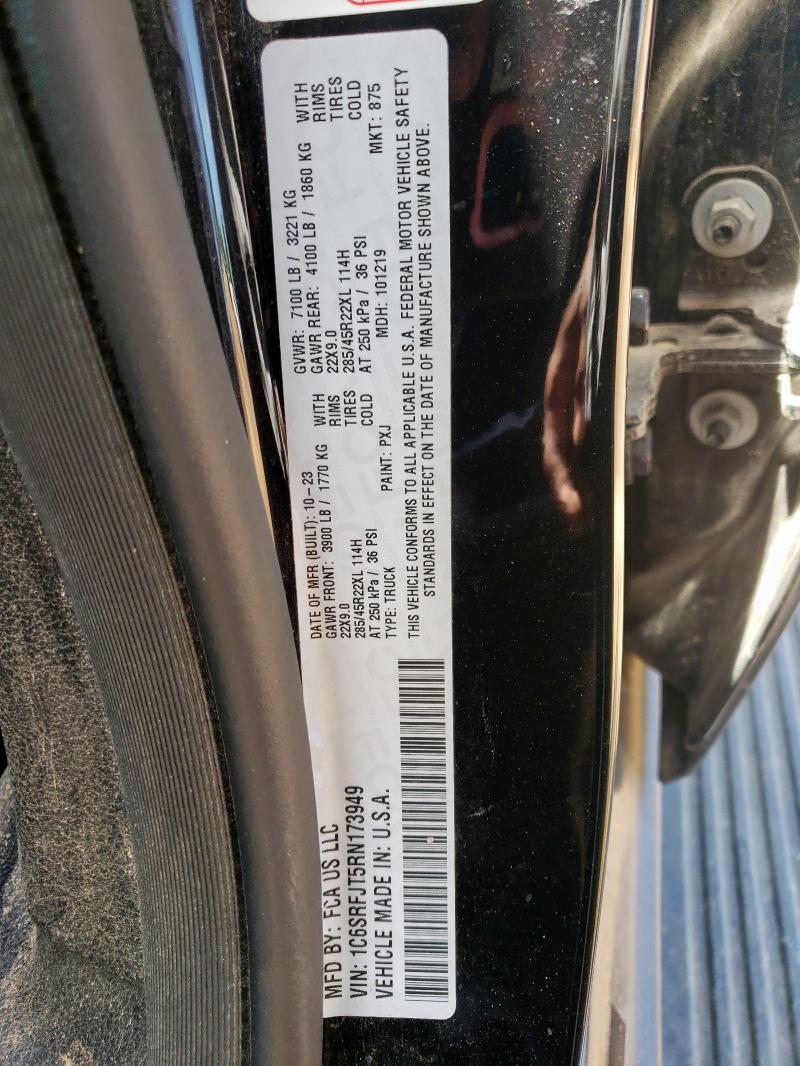 MFD BY: FCA US LLC
VIN: 1C6SRFJT5RN173949
VEHICLE MADE IN: U.S.A.
DATE OF MFR (BUILT): 10-23
GAWR FRONT: 3900 LB / 1770 KG WITH
22X9.0 RIMS
285/45R22XL 114H TIRES
AT 250 kPa / 36 PSI COLD
TYPE: TRUCK
PAINT: PXJ
GVWR: 7100 LB / 3221 KG
GAWR REAR: 4100 LB / 1860 KG WITH
22X9.0 RIMS
285/45R22XL 114H TIRES
AT 250 kPa / 36 PSI COLD
MDH: 101219
MKT: 875
THIS VEHICLE CONFORMS TO ALL APPLICABLE U.S.A. FEDERAL MOTOR VEHICLE SAFETY
STANDARDS IN EFFECT ON THE DATE OF MANUFACTURE SHOWN ABOVE.